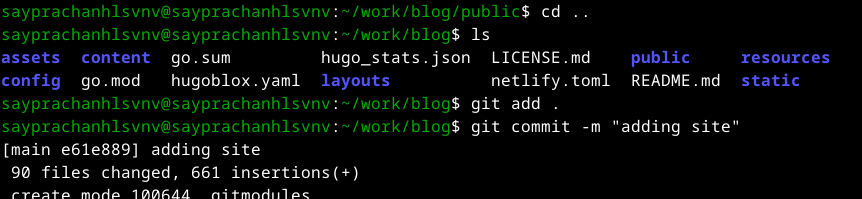 sayprachanhlsvnv@sayprachanhlsvnv:~/work/blog/public$ cd ..
sayprachanhlsvnv@sayprachanhlsvnv:~/work/blog$ ls
assets content go.sum hugo_stats.json LICENSE.md public resources
config go.mod hugoblox.yaml layouts netlify.toml README.md static
sayprachanhlsvnv@sayprachanhlsvnv:~/work/blog$ git add .
sayprachanhlsvnv@sayprachanhlsvnv:~/work/blog$ git commit -m "adding site"
[main e61e889] adding site
90 files changed, 661 insertions(+)
create mode 100644 .gitmodules